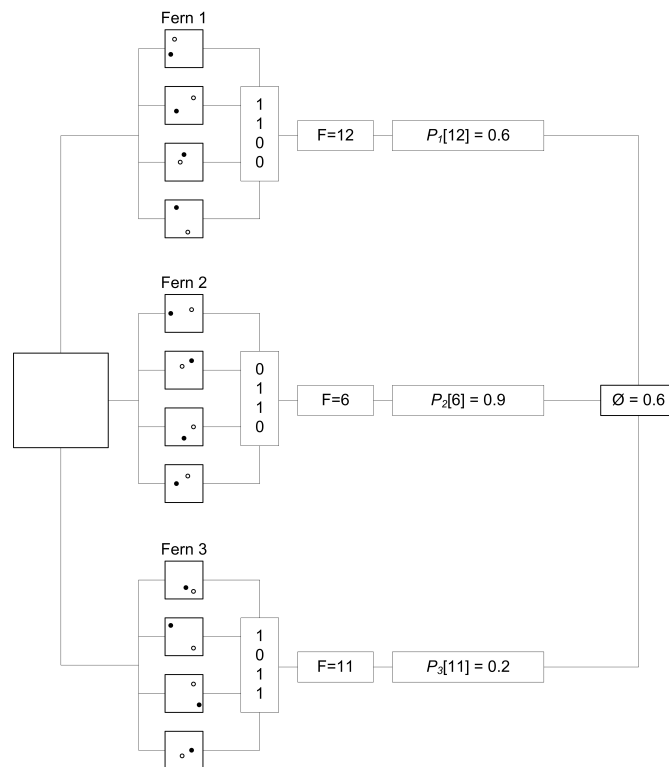 Fern 1
1
1
0
0
F=12
P1[12] = 0.6
Fern 2
0
1
1
0
F=6
P2[6] = 0.9
Ø = 0.6
Fern 3
1
0
1
1
F=11
P3[11] = 0.2